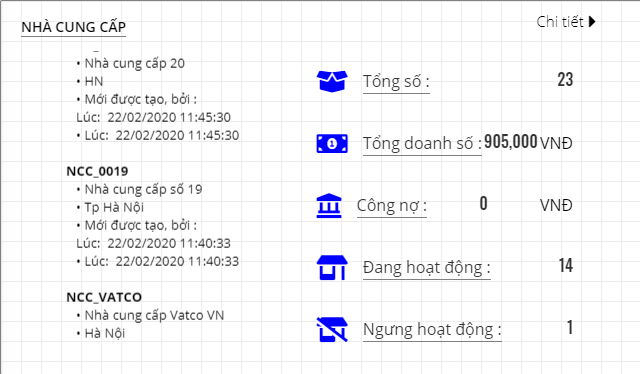 NHÀ CUNG CẤP
Chi tiết
• Nhà cung cấp 20
• HN
• Mới được tạo, bởi :
Lúc: 22/02/2020 11:45:30
• Lúc: 22/02/2020 11:45:30
NCC_0019
• Nhà cung cấp số 19
• Tp Hà Nội
• Mới được tạo, bởi :
Lúc: 22/02/2020 11:40:33
• Lúc: 22/02/2020 11:40:33
NCC_VATCO
• Nhà cung cấp Vatco VN
• Hà Nội
Tổng số : 23
Tổng doanh số : 905,000 VNĐ
Công nợ : 0 VNĐ
Đang hoạt động : 14
Ngưng hoạt động : 1